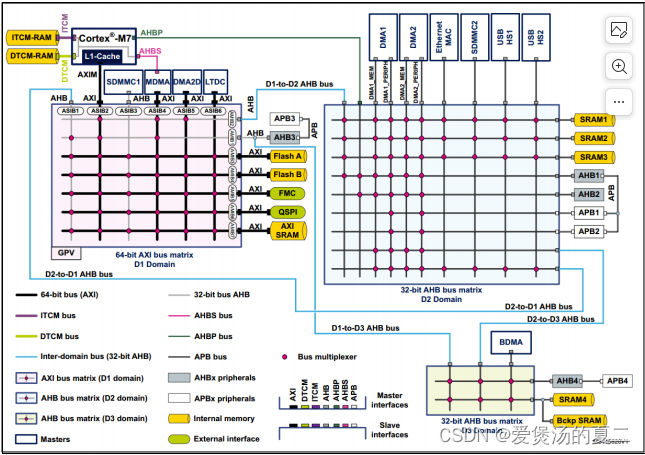 ITCM-RAM
DTCM-RAM
ITCM
DTCM
Cortex®-M7
L1-Cache
AHBP
AHBS
AXIM
SDMMC1
MDMA
DMA2D
LTDC
DMA1
DMA2
Ethernet
MAC
SDMMC2
USB
HS1
USB
HS2
DMA1_MEM
DMA1_PERIPH
DMA2_MEM
DMA2_PERIPH
AHB
AXI
AHB
AXI
AXI
AHB
D1-to-D2 AHB bus
ASIB1
ASIB2
ASIB3
ASIB4
ASIB5
ASIB6
APB3
AHB
AHB3
APB
AXI
Flash A
AXI
Flash B
AXI
FMC
AXI
QSPI
AXI
AXI
SRAM
GPV
64-bit AXI bus matrix
D1 Domain
SRAM1
SRAM2
SRAM3
AHB1
AHB2
APB1
APB2
APB
32-bit AHB bus matrix
D2 Domain
D2-to-D1 AHB bus
D2-to-D1 AHB bus
D2-to-D3 AHB bus
D1-to-D3 AHB bus
BDMA
AHB4
APB4
SRAM4
Bckp SRAM
32-bit AHB bus matrix
D3 Domain
64-bit bus (AXI)
32-bit bus AHB
ITCM bus
AHBS bus
DTCM bus
AHBP bus
Inter-domain bus (32-bit AHB)
APB bus
Bus multiplexer
AXI bus matrix (D1 domain)
AHBx pripherals
AHB bus matrix (D2 domain)
APBx pripherals
AHB bus matrix (D3 domain)
Internal memory
Masters
External interface
AXI
DTCM
ITCM
AHB
AHBP
AHBS
APB
Master
interfaces
Slave
interfaces
CSDN @爱煲汤的夏二